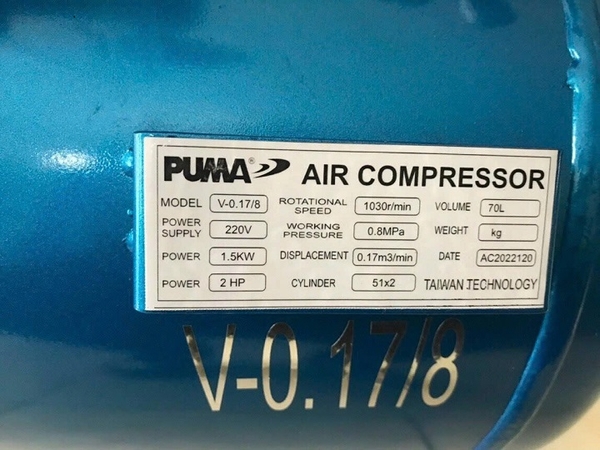 PUMA® AIR COMPRESSOR
MODEL V-0.17/8 ROTATIONAL SPEED 1030r/min VOLUME 70L
POWER SUPPLY 220V WORKING PRESSURE 0.8MPa WEIGHT kg
POWER 1.5KW DISPLACEMENT 0.17m3/min DATE AC2022120
POWER 2 HP CYLINDER 51x2 TAIWAN TECHNOLOGY
V-0.17/8